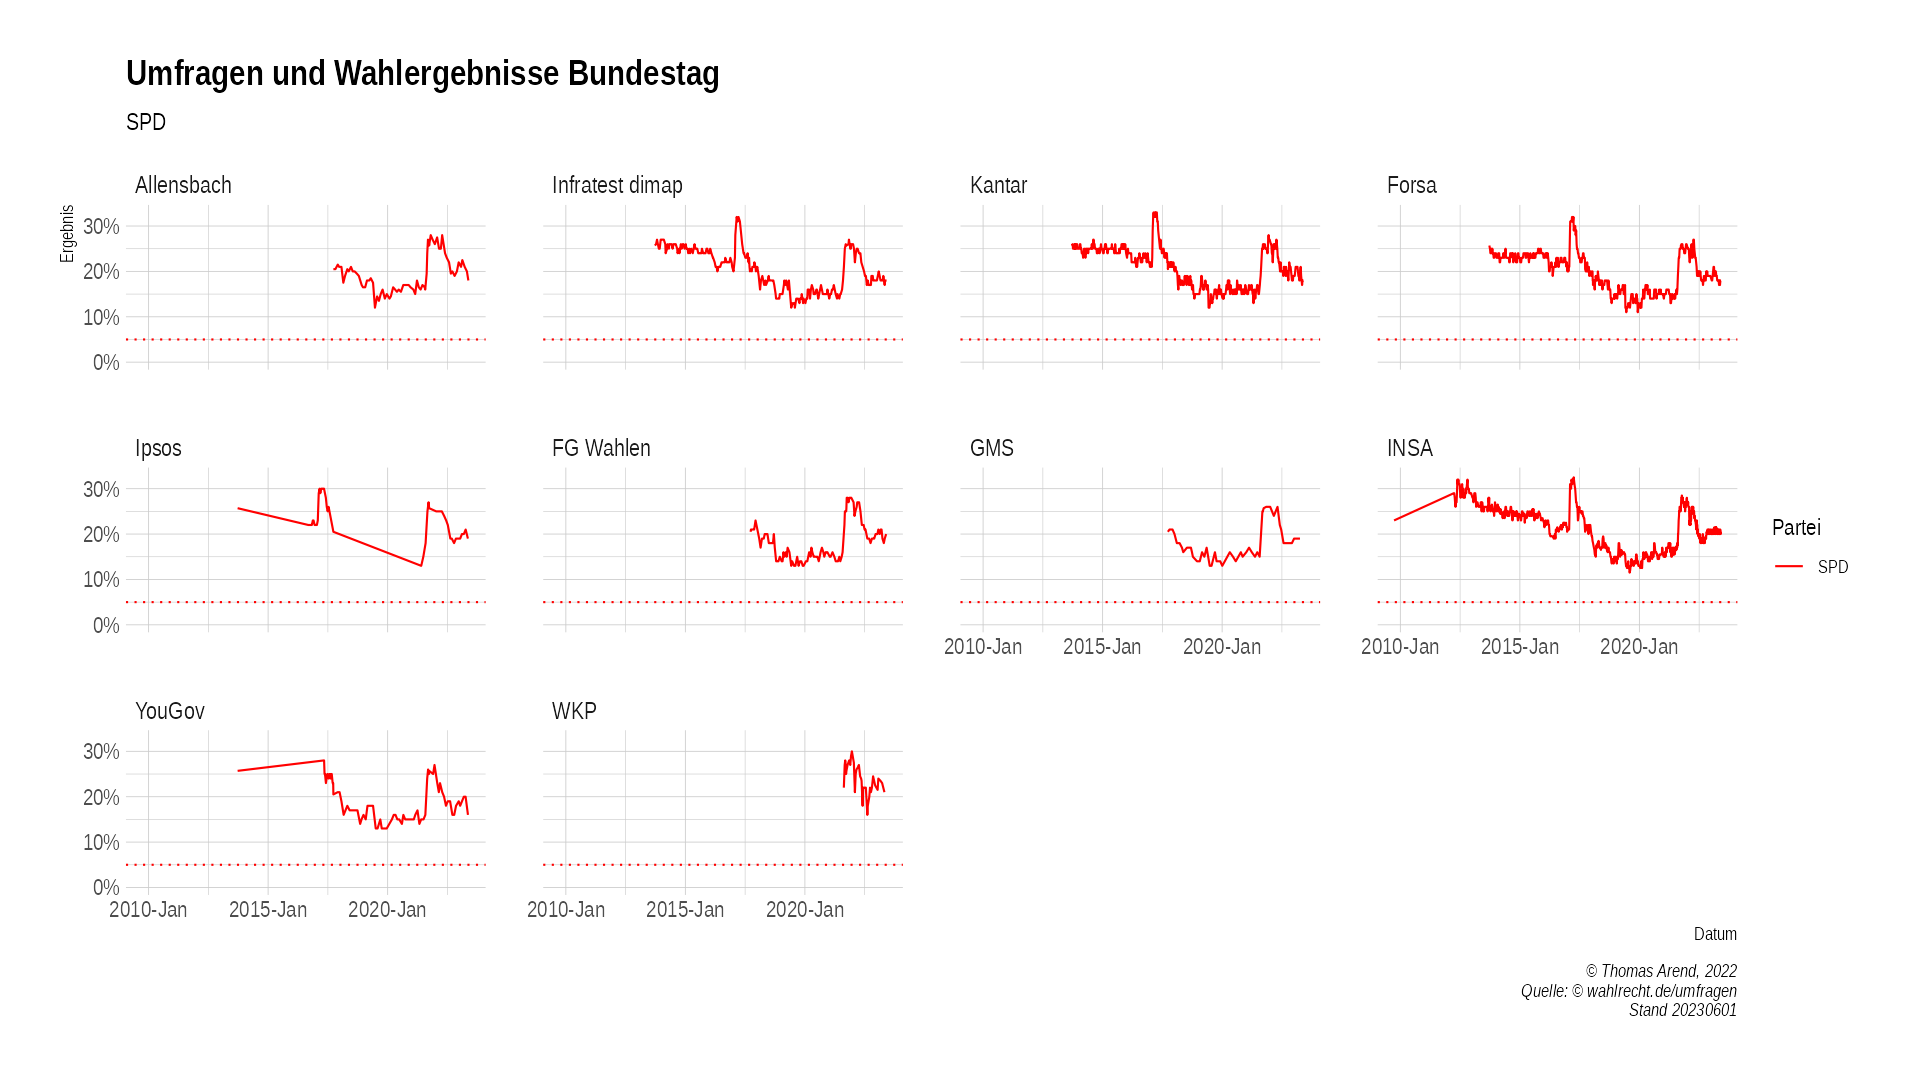 Umfragen und Wahlergebnisse Bundestag
SPD
Allensbach
Infratest dimap
Kantar
Forsa
Ergebnis
30%
20%
10%
0%
Ipsos
FG Wahlen
GMS
INSA
30%
20%
10%
0%
2010-Jan 2015-Jan 2020-Jan
2010-Jan 2015-Jan 2020-Jan
Partei
SPD
YouGov
WKP
30%
20%
10%
0%
2010-Jan 2015-Jan 2020-Jan
2010-Jan 2015-Jan 2020-Jan
Datum
© Thomas Arend, 2022
Quelle: © wahlrecht.de/umfragen
Stand 20230601